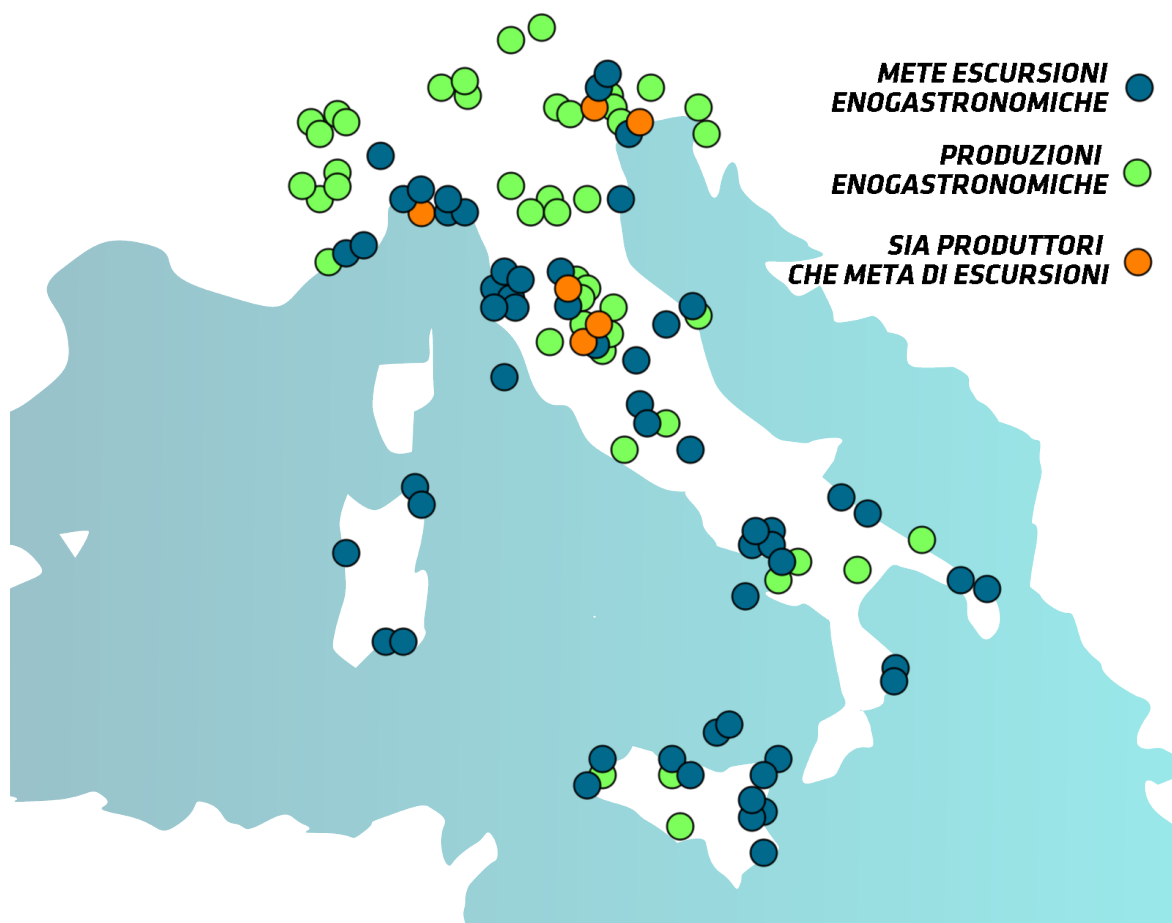 METE ESCURSIONI
ENOGASTRONOMICHE
PRODUZIONI
ENOGASTRONOMICHE
SIA PRODUTTORI
CHE META DI ESCURSIONI